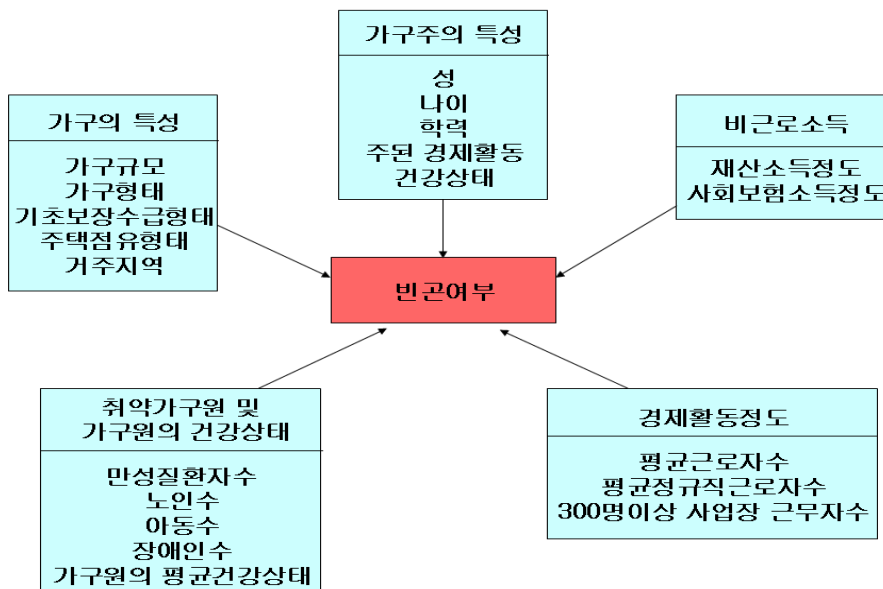 가구주의 특성
성
나이
학력
주된 경제활동
건강상태
가구의 특성
가구규모
가구형태
기초보장수급형태
주택점유형태
거주지역
비근로소득
재산소득정도
사회보험소득정도
빈곤여부
취약가구원 및
가구원의 건강상태
만성질환자수
노인수
아동수
장애인수
가구원의 평균건강상태
경제활동정도
평균근로자수
평균정규직근로자수
300명이상 사업장 근무자수